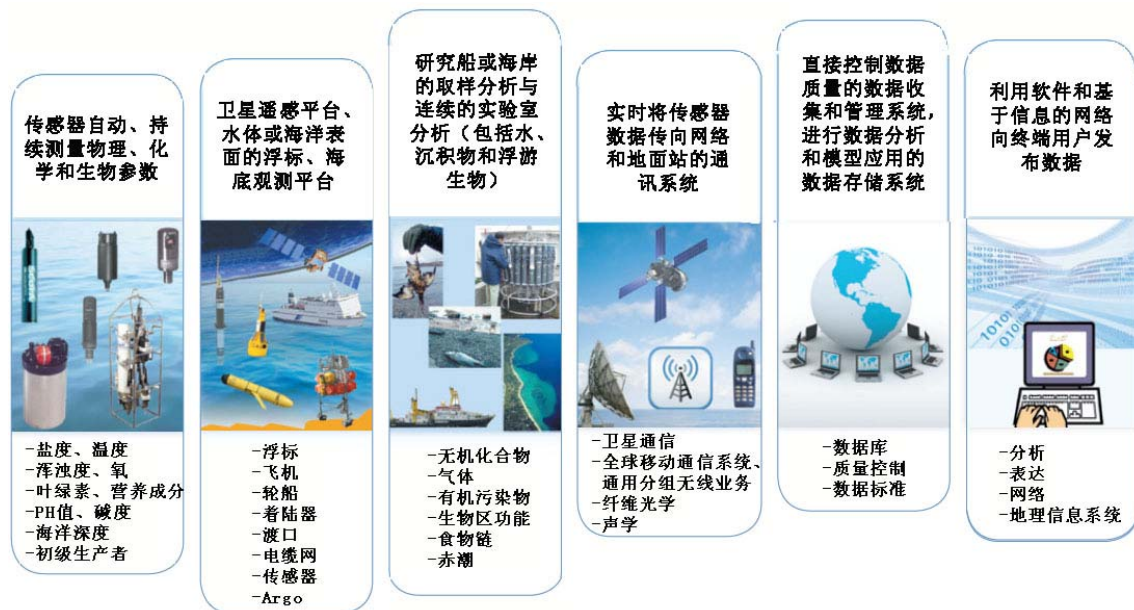 传感器自动、持
续测量物理、化
学和生物参数
-盐度、温度
-浑浊度、氧
-叶绿素、营养成分
-PH值、碱度
-海洋深度
-初级生产者
卫星遥感平台、
水体或海洋表
面的浮标、海
底观测平台
-浮标
-飞机
-轮船
-着陆器
-渡口
-电缆网
-传感器
-Argo
研究船或海岸
的取样分析与
连续的实验室
分析（包括水、
沉积物和浮游
生物）
-无机化合物
-气体
-有机污染物
-生物区功能
-食物链
-赤潮
实时将传感器
数据传向网络
和地面站的通
讯系统
-卫星通信
-全球移动通信系统、
通用分组无线业务
-纤维光学
-声学
直接控制数据
质量的数据收
集和管理系统，
进行数据分析
和模型应用的
数据存储系统
-数据库
-质量控制
-数据标准
利用软件和基
于信息的网络
向终端用户发
布数据
-分析
-表达
-网络
-地理信息系统